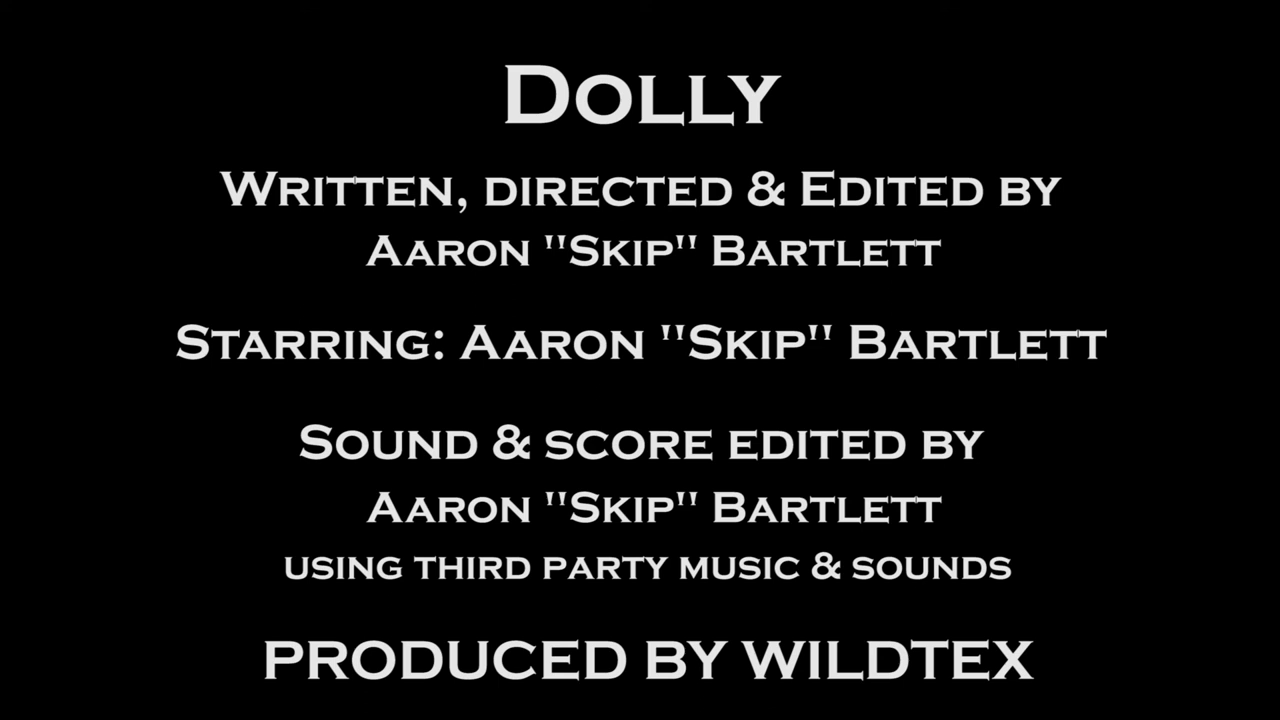 Dolly
Written, directed & Edited by
Aaron "Skip" Bartlett
Starring: Aaron "Skip" Bartlett
Sound & score edited by
Aaron "Skip" Bartlett
using third party music & sounds
PRODUCED BY WILDTEX